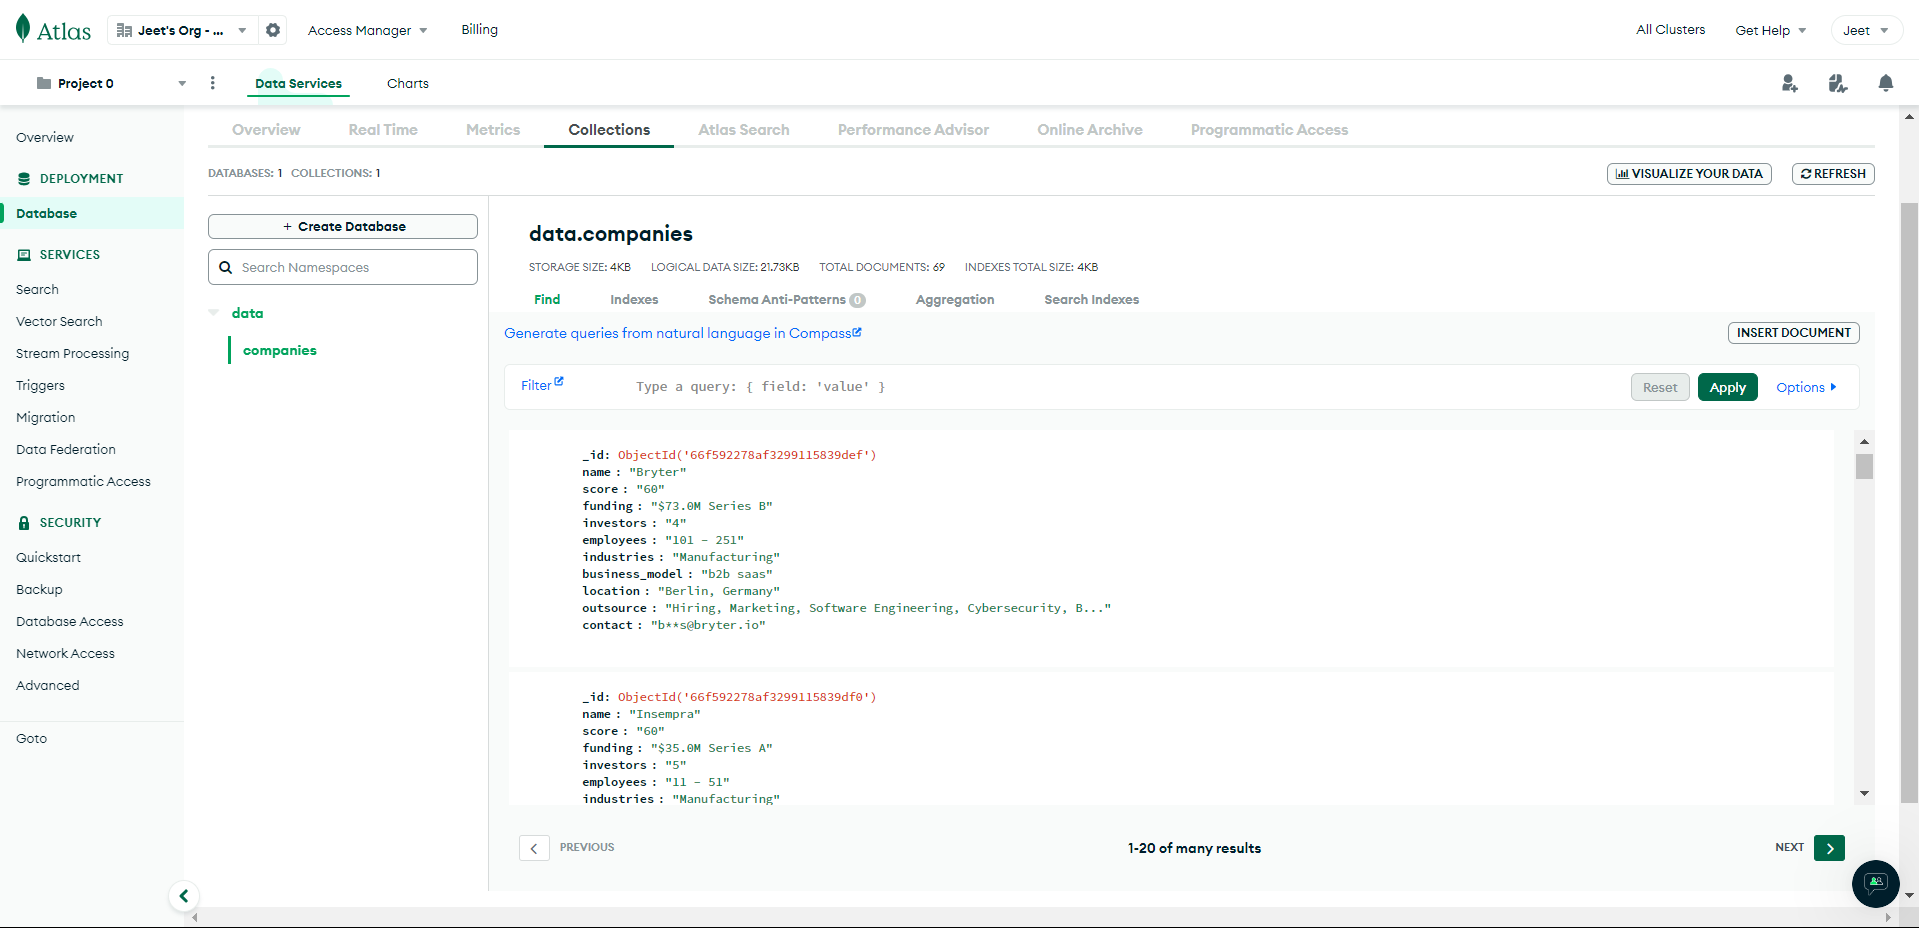 Atlas
Jeet's Org - ...
Access Manager
Billing
All Clusters
Get Help
Jeet
Project 0
Data Services
Charts
Overview
DEPLOYMENT
Database
SERVICES
Search
Vector Search
Stream Processing
Triggers
Migration
Data Federation
Programmatic Access
SECURITY
Quickstart
Backup
Database Access
Network Access
Advanced
Goto
Overview
Real Time
Metrics
Collections
Atlas Search
Performance Advisor
Online Archive
Programmatic Access
DATABASES: 1 COLLECTIONS: 1
VISUALIZE YOUR DATA
REFRESH
+ Create Database
Search Namespaces
data
companies
data.companies
STORAGE SIZE: 4KB LOGICAL DATA SIZE: 21.73KB TOTAL DOCUMENTS: 69 INDEXES TOTAL SIZE: 4KB
Find
Indexes
Schema Anti-Patterns 0
Aggregation
Search Indexes
Generate queries from natural language in Compass
INSERT DOCUMENT
Filter
Type a query: { field: 'value' }
Reset
Apply
Options
_id: ObjectId('66f592278af3299115839def')
name : "Bryter"
score : "60"
funding : "$73.0M Series B"
investors : "4"
employees : "101 - 251"
industries : "Manufacturing"
business_model : "b2b saas"
location : "Berlin, Germany"
outsource : "Hiring, Marketing, Software Engineering, Cybersecurity, B..."
contact : "b**s@bryter.io"
_id: ObjectId('66f592278af3299115839df0')
name : "Insempra"
score : "60"
funding : "$35.0M Series A"
investors : "5"
employees : "11 - 51"
industries : "Manufacturing"
PREVIOUS
1-20 of many results
NEXT